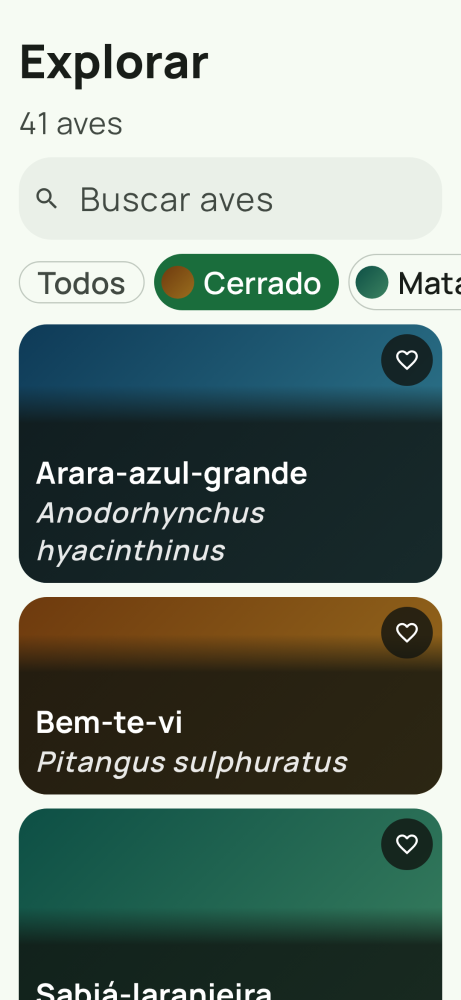 Explorar
41 aves
Buscar aves
Todos
Cerrado
Arara-azul-grande
Anodorhynchus
hyacinthinus
Bem-te-vi
Pitangus sulphuratus
Sabiá-laranjeira